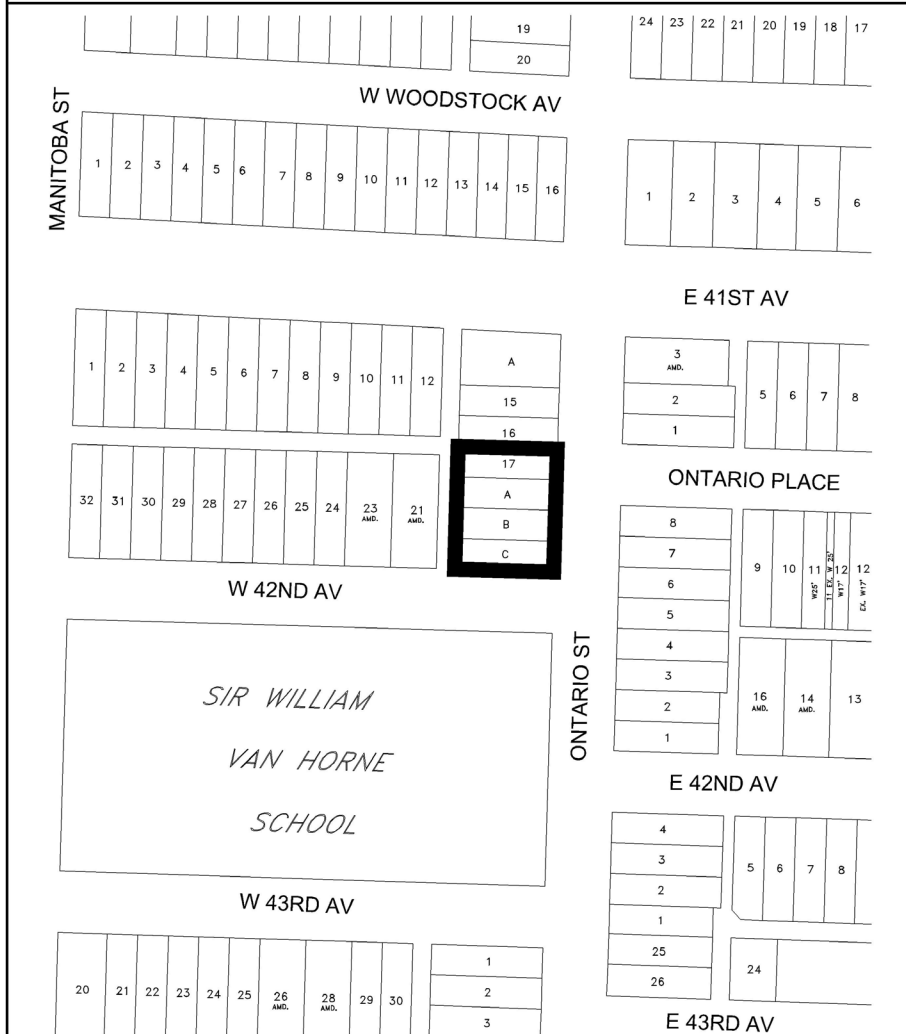 19
20
24 23 22 21 20 19 18 17
W WOODSTOCK AV
MANITOBA ST
1 2 3 4 5 6 7 8 9 10 11 12 13 14 15 16
1 2 3 4 5 6
E 41ST AV
1 2 3 4 5 6 7 8 9 10 11 12
A
15
16
17
A
B
C
3
AMD.
2
1
5 6 7 8
ONTARIO PLACE
32 31 30 29 28 27 26 25 24 23 21
AMD. AMD.
W 42ND AV
8
7
6
5
4
3
2
1
9 10 11 12 12
W25' 11 EX. W 25' W17' EX. W17'
16 14 13
AMD. AMD.
ONTARIO ST
SIR WILLIAM
VAN HORNE
SCHOOL
E 42ND AV
W 43RD AV
4
3
2
1
25
26
5 6 7 8
24
20 21 22 23 24 25 26 28 29 30
AMD. AMD.
1
2
3
E 43RD AV